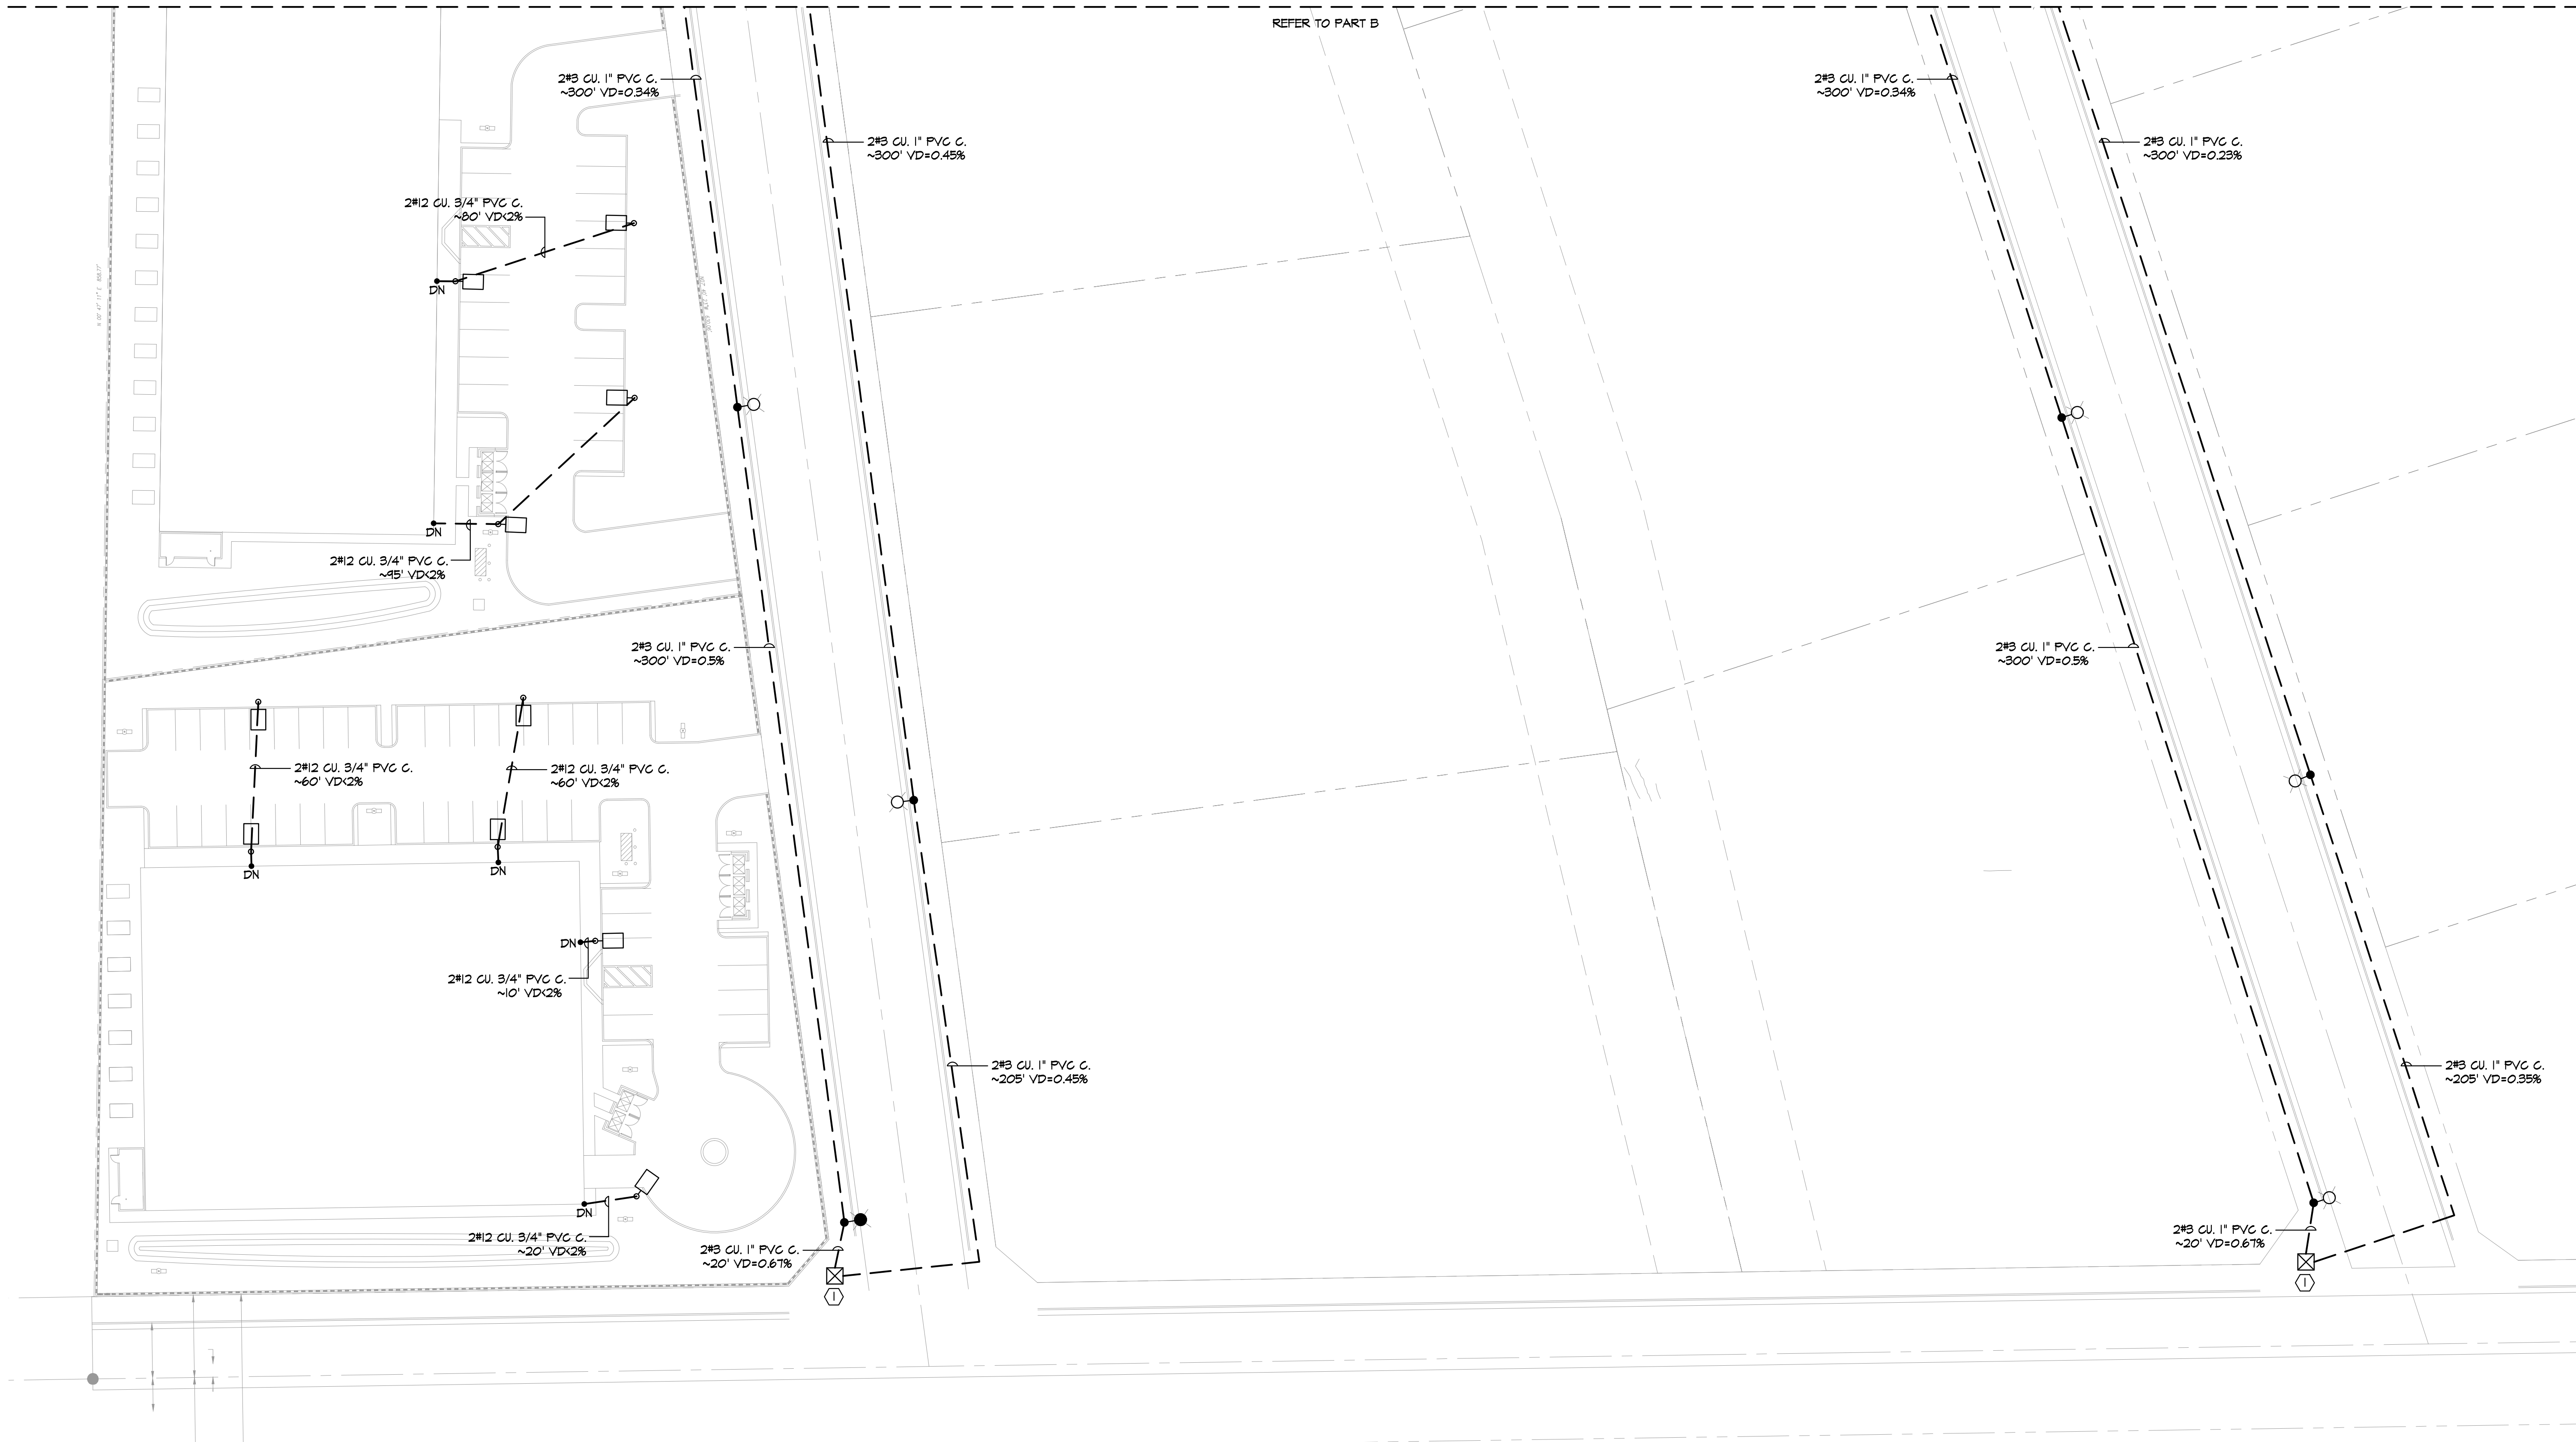 REFER TO PART B
2#3 CU. 1" PVC C.
~300' VD=0.34%
2#3 CU. 1" PVC C.
~300' VD=0.34%
2#3 CU. 1" PVC C.
~300' VD=0.45%
2#3 CU. 1" PVC C.
~300' VD=0.23%
2#12 CU. 3/4" PVC C.
~80' VD<2%
DN
DN
2#12 CU. 3/4" PVC C.
~95' VD<2%
2#3 CU. 1" PVC C.
~300' VD=0.5%
2#3 CU. 1" PVC C.
~300' VD=0.5%
2#12 CU. 3/4" PVC C.
~60' VD<2%
2#12 CU. 3/4" PVC C.
~60' VD<2%
DN
DN
DN
2#12 CU. 3/4" PVC C.
~10' VD<2%
2#3 CU. 1" PVC C.
~205' VD=0.45%
2#3 CU. 1" PVC C.
~205' VD=0.35%
DN
2#12 CU. 3/4" PVC C.
~20' VD<2%
2#3 CU. 1" PVC C.
~20' VD=0.67%
2#3 CU. 1" PVC C.
~20' VD=0.67%
1
1